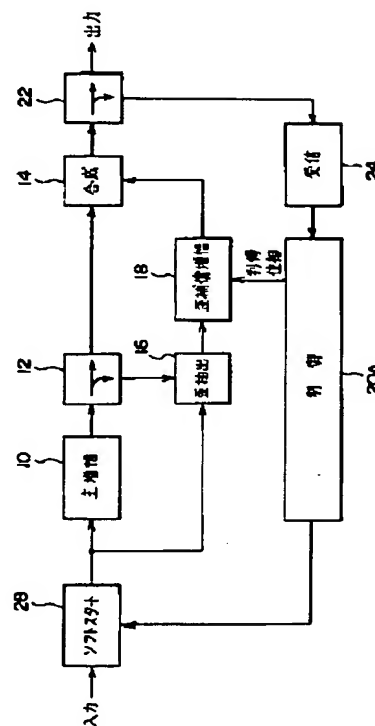 入力
ソフトスタート
28
主増幅
10
12
合成
14
22
出力
歪抽出
16
歪補償増幅
18
利得
位相
受信
24
制御
20A